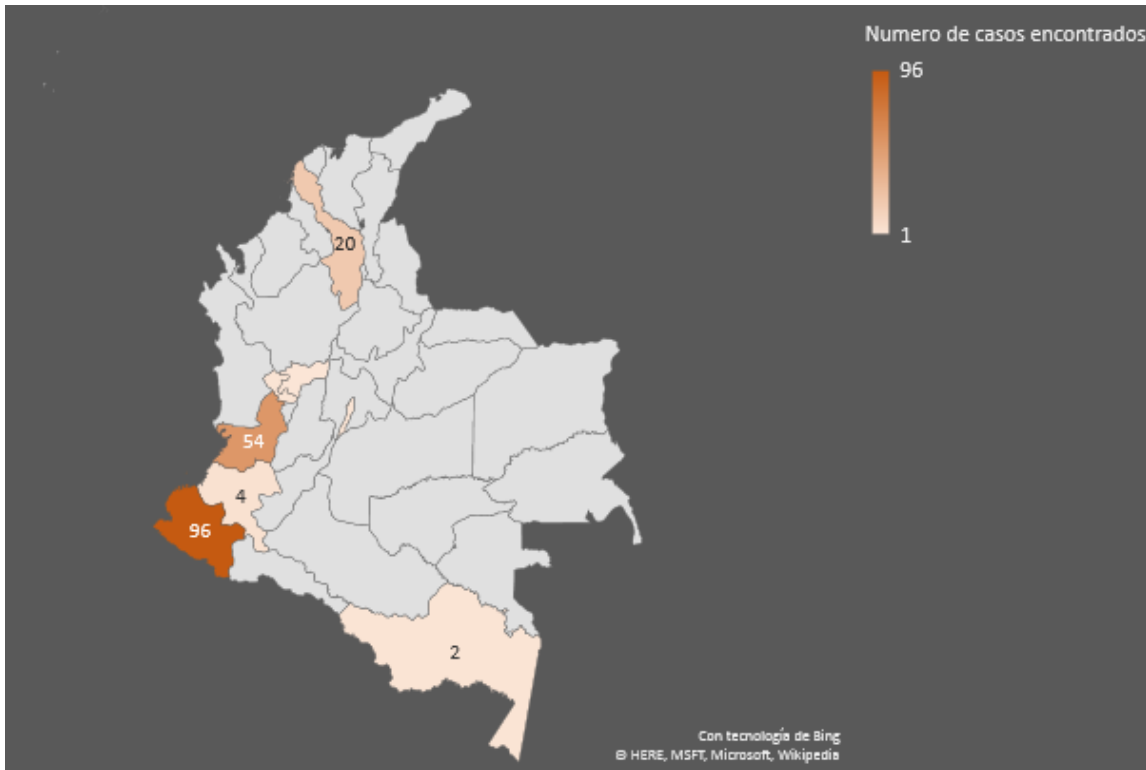 Numero de casos encontrados
96
1
20
54
4
96
2
Con tecnología de Bing
© HERE, MSFT, Microsoft, Wikipedia